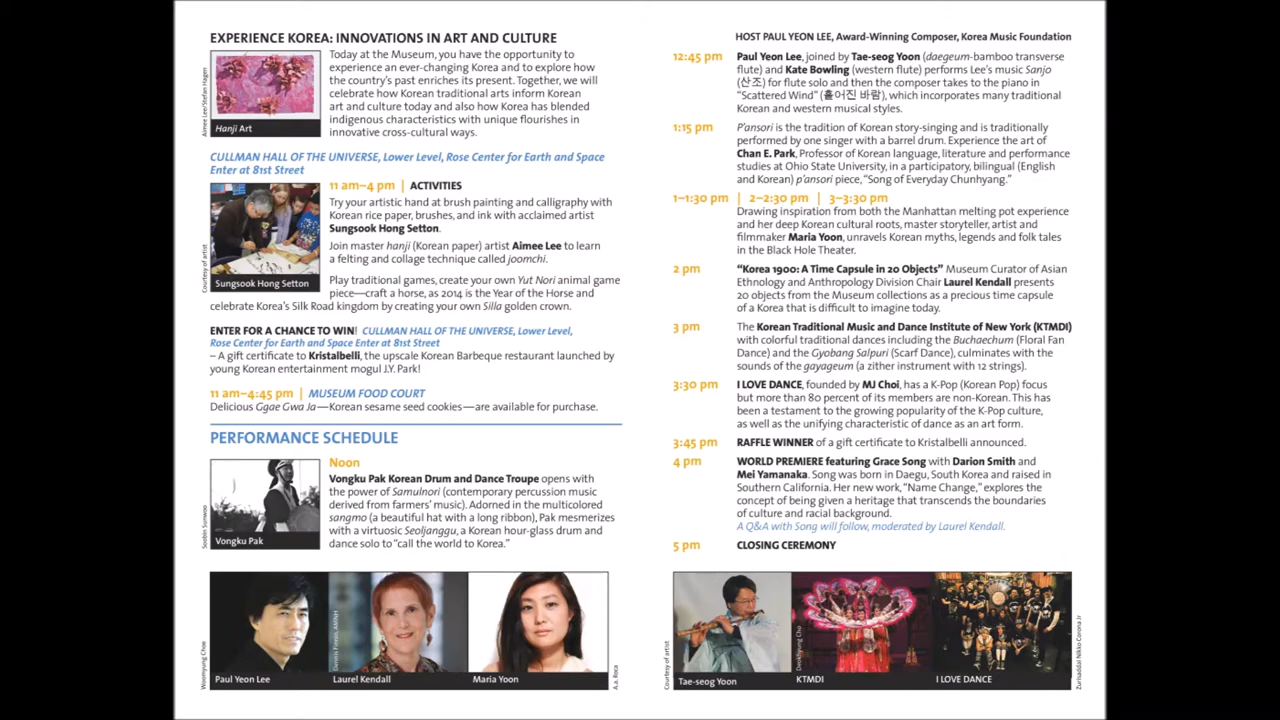 EXPERIENCE KOREA: INNOVATIONS IN ART AND CULTURE
Aimee Lee/Stefan Hagen
Hanji Art
Today at the Museum, you have the opportunity to
experience an ever-changing Korea and to explore how
the country's past enriches its present. Together, we will
celebrate how Korean traditional arts inform Korean
art and culture today and also how Korea has blended
indigenous characteristics with unique flourishes in
innovative cross-cultural ways.
CULLMAN HALL OF THE UNIVERSE, Lower Level, Rose Center for Earth and Space
Enter at 81st Street
Courtesy of artist
Sungsook Hong Setton
11 am–4 pm | ACTIVITIES
Try your artistic hand at brush painting and calligraphy with
Korean rice paper, brushes, and ink with acclaimed artist
Sungsook Hong Setton.
Join master hanji (Korean paper) artist Aimee Lee to learn
a felting and collage technique called joomchi.
Play traditional games, create your own Yut Nori animal game
piece—craft a horse, as 2014 is the Year of the Horse and
celebrate Korea's Silk Road kingdom by creating your own Silla golden crown.
ENTER FOR A CHANCE TO WIN! CULLMAN HALL OF THE UNIVERSE, Lower Level,
Rose Center for Earth and Space Enter at 81st Street
– A gift certificate to Kristalbelli, the upscale Korean Barbeque restaurant launched by
young Korean entertainment mogul J.Y. Park!
11 am–4:45 pm | MUSEUM FOOD COURT
Delicious Ggae Gwa Ja—Korean sesame seed cookies—are available for purchase.
PERFORMANCE SCHEDULE
Soobin Sunwoo
Vongku Pak
Noon
Vongku Pak Korean Drum and Dance Troupe opens with
the power of Samulnori (contemporary percussion music
derived from farmers' music). Adorned in the multicolored
sangmo (a beautiful hat with a long ribbon), Pak mesmerizes
with a virtuosic Seoljanggu, a Korean hour-glass drum and
dance solo to "call the world to Korea."
Woomyung Choe
Paul Yeon Lee
Dennis Finnin, AMNH
Laurel Kendall
Maria Yoon
A.a. Roca
HOST PAUL YEON LEE, Award-Winning Composer, Korea Music Foundation
12:45 pm
Paul Yeon Lee, joined by Tae-seog Yoon (daegeum-bamboo transverse
flute) and Kate Bowling (western flute) performs Lee's music Sanjo
(산조) for flute solo and then the composer takes to the piano in
"Scattered Wind" (흩어진 바람), which incorporates many traditional
Korean and western musical styles.
1:15 pm
P'ansori is the tradition of Korean story-singing and is traditionally
performed by one singer with a barrel drum. Experience the art of
Chan E. Park, Professor of Korean language, literature and performance
studies at Ohio State University, in a participatory, bilingual (English
and Korean) p'ansori piece, "Song of Everyday Chunhyang."
1–1:30 pm | 2–2:30 pm | 3–3:30 pm
Drawing inspiration from both the Manhattan melting pot experience
and her deep Korean cultural roots, master storyteller, artist and
filmmaker Maria Yoon, unravels Korean myths, legends and folk tales
in the Black Hole Theater.
2 pm
"Korea 1900: A Time Capsule in 20 Objects" Museum Curator of Asian
Ethnology and Anthropology Division Chair Laurel Kendall presents
20 objects from the Museum collections as a precious time capsule
of a Korea that is difficult to imagine today.
3 pm
The Korean Traditional Music and Dance Institute of New York (KTMDI)
with colorful traditional dances including the Buchaechum (Floral Fan
Dance) and the Gyobang Salpuri (Scarf Dance), culminates with the
sounds of the gayageum (a zither instrument with 12 strings).
3:30 pm
I LOVE DANCE, founded by MJ Choi, has a K-Pop (Korean Pop) focus
but more than 80 percent of its members are non-Korean. This has
been a testament to the growing popularity of the K-Pop culture,
as well as the unifying characteristic of dance as an art form.
3:45 pm
RAFFLE WINNER of a gift certificate to Kristalbelli announced.
4 pm
WORLD PREMIERE featuring Grace Song with Darion Smith and
Mei Yamanaka. Song was born in Daegu, South Korea and raised in
Southern California. Her new work, "Name Change," explores the
concept of being given a heritage that transcends the boundaries
of culture and racial background.
A Q&A with Song will follow, moderated by Laurel Kendall.
5 pm
CLOSING CEREMONY
Courtesy of artist
Tae-seog Yoon
Deokhyung Cho
KTMDI
I LOVE DANCE
Zurisaddai Nikko Corona Jr